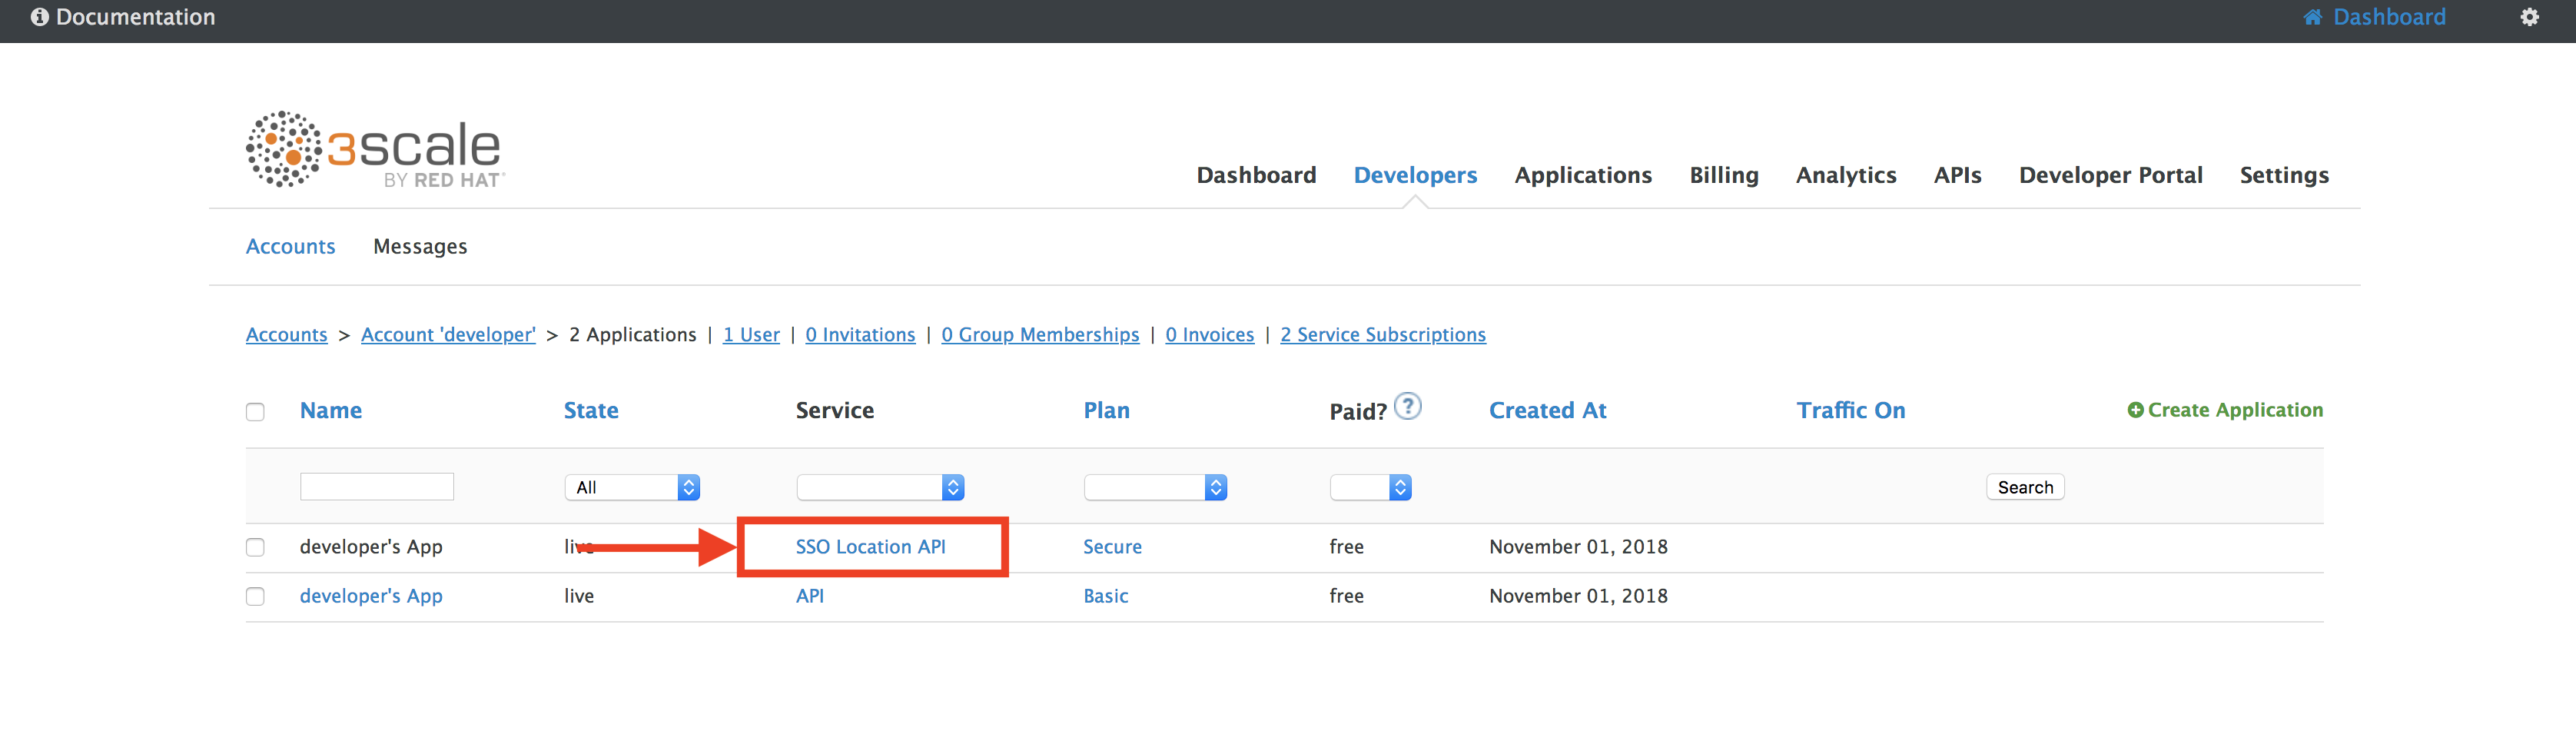 Documentation Dashboard
3scale
BY RED HAT
Dashboard Developers Applications Billing Analytics APIs Developer Portal Settings
Accounts Messages
Accounts > Account 'developer' > 2 Applications | 1 User | 0 Invitations | 0 Group Memberships | 0 Invoices | 2 Service Subscriptions
Name State Service Plan Paid? ? Created At Traffic On Create Application
All Search
developer's App live SSO Location API Secure free November 01, 2018
developer's App live API Basic free November 01, 2018